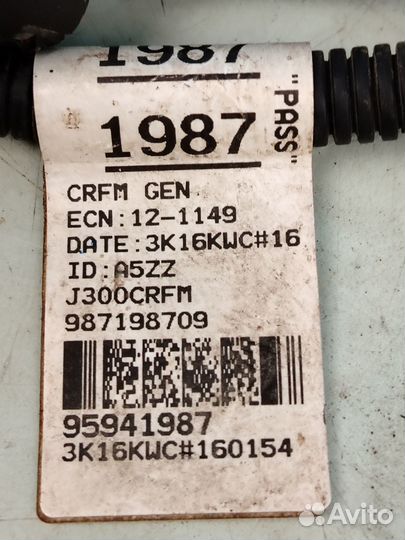 1987
1987
"PASS"
CRFM GEN
ECN:12-1149
DATE:3K16KWC#16
ID:A5ZZ
J300CRFM
987198709
95941987
3K16KWC#160154
Avito